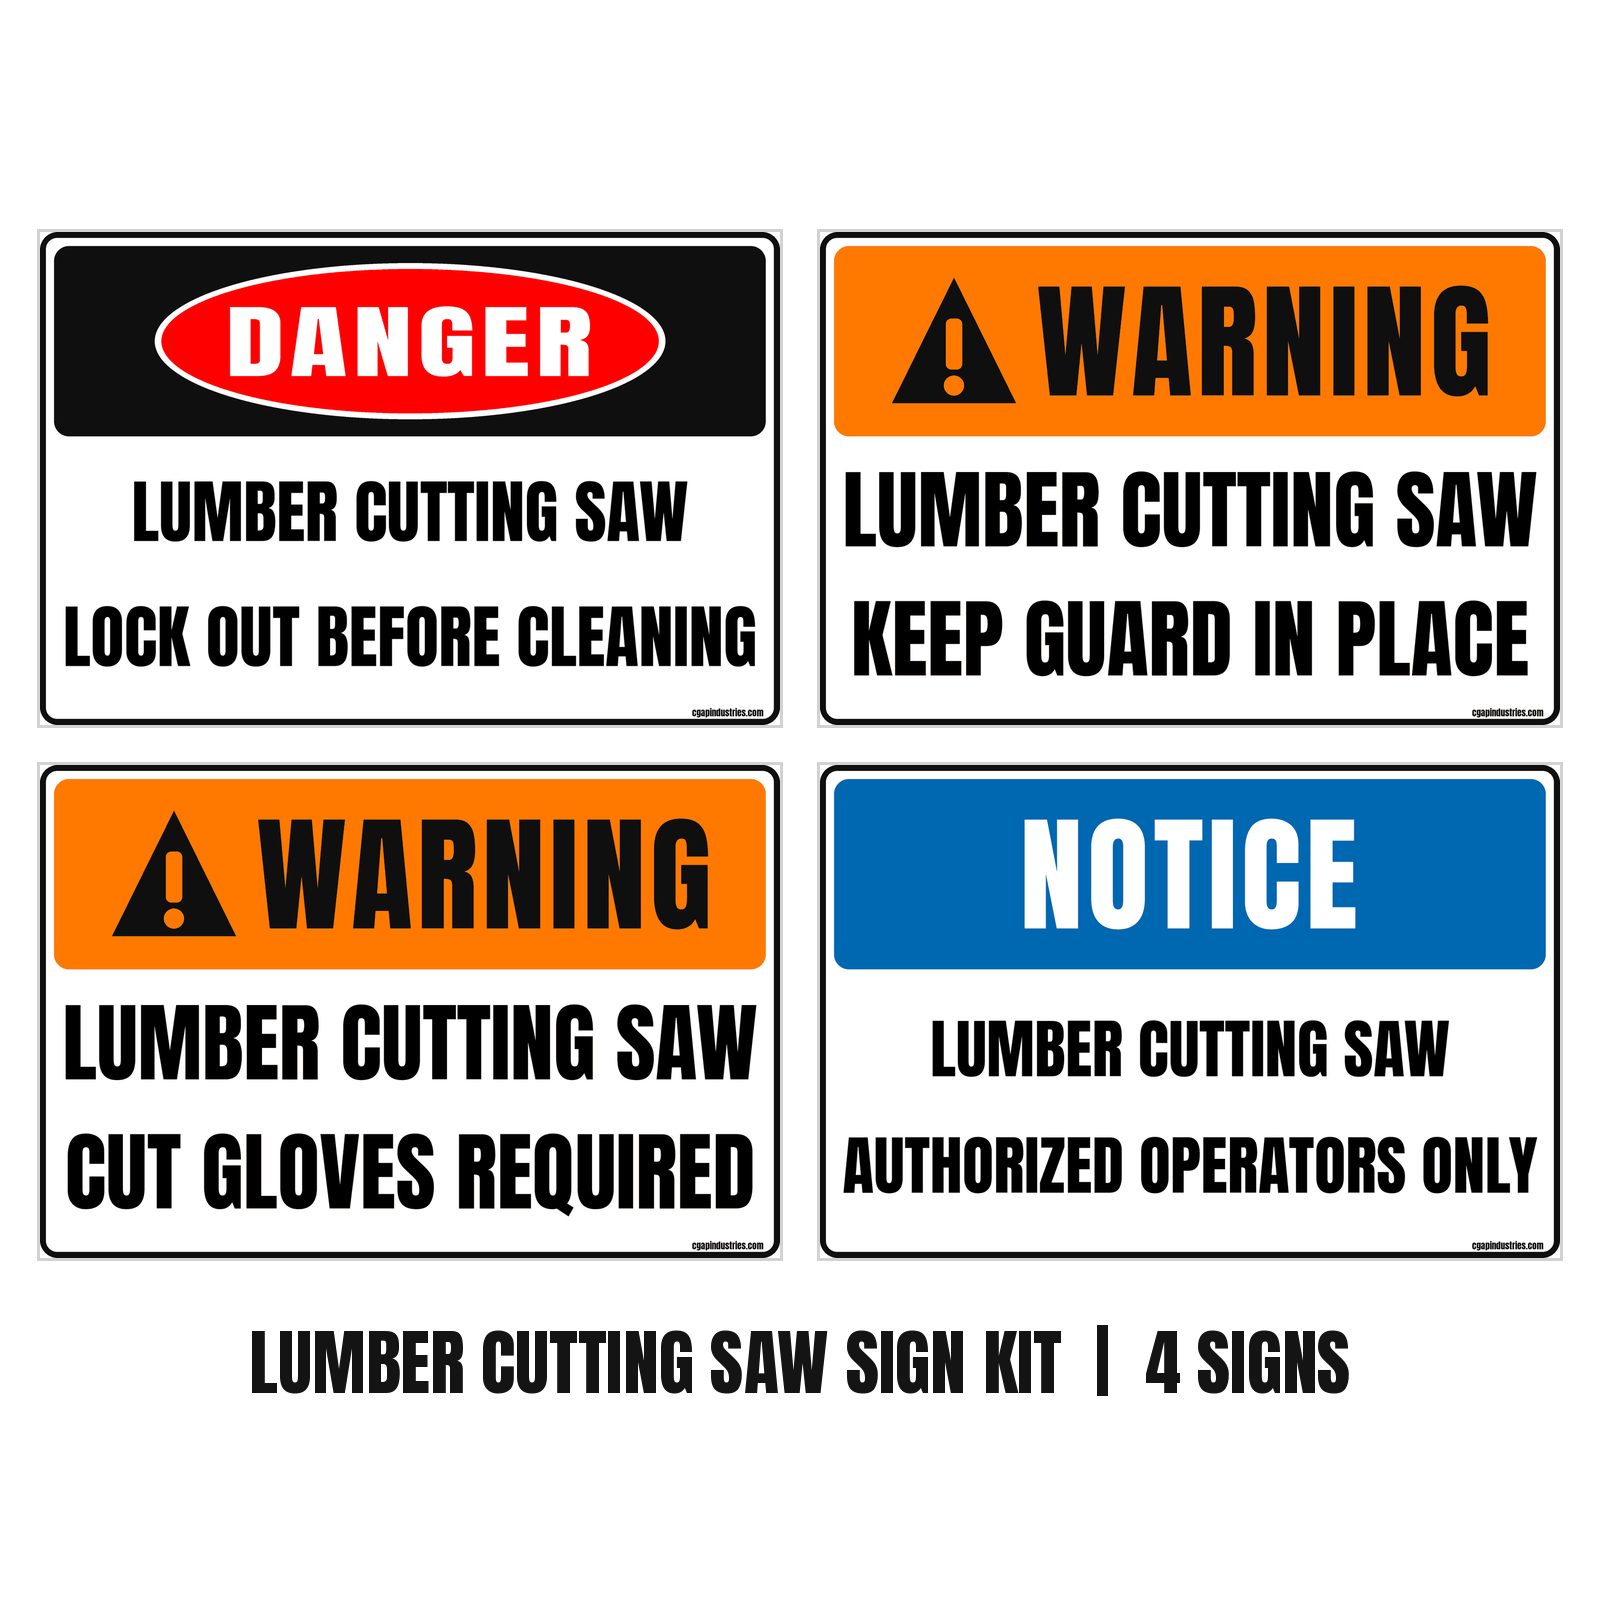 DANGER
LUMBER CUTTING SAW
LOCK OUT BEFORE CLEANING
cgapindustries.com
WARNING
LUMBER CUTTING SAW
KEEP GUARD IN PLACE
cgapindustries.com
WARNING
LUMBER CUTTING SAW
CUT GLOVES REQUIRED
cgapindustries.com
NOTICE
LUMBER CUTTING SAW
AUTHORIZED OPERATORS ONLY
cgapindustries.com
LUMBER CUTTING SAW SIGN KIT | 4 SIGNS